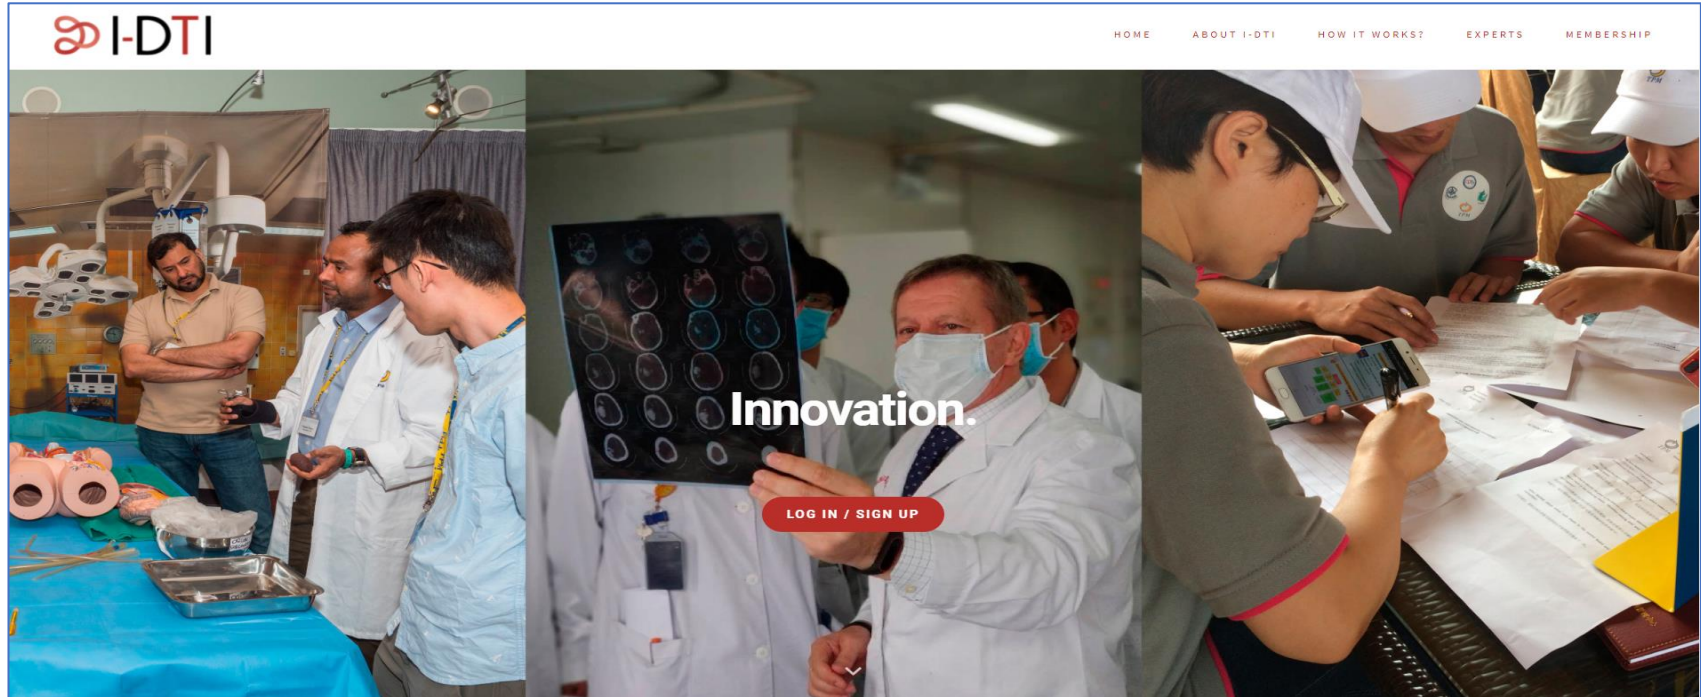 I-DTI
HOME ABOUT I-DTI HOW IT WORKS? EXPERTS MEMBERSHIP
Innovation.
LOG IN / SIGN UP